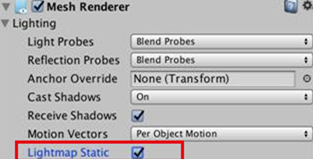 Mesh Renderer
Lighting
Light Probes Blend Probes
Reflection Probes Blend Probes
Anchor Override None (Transform)
Cast Shadows On
Receive Shadows
Motion Vectors Per Object Motion
Lightmap Static